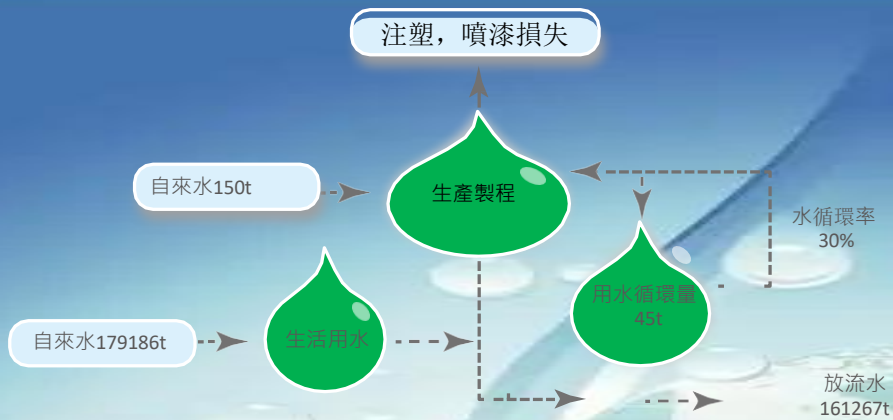 注塑，噴漆損失
自來水150t
生產製程
水循環率
30%
用水循環量
45t
自來水179186t
生活用水
放流水
161267t